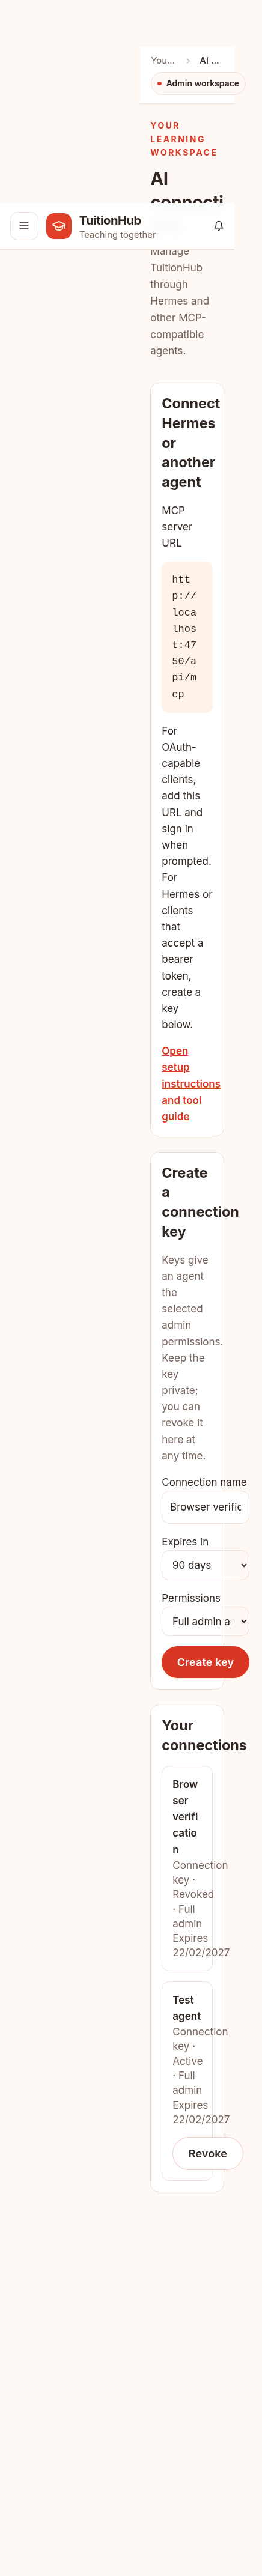 You...
AI ...
Admin workspace
YOUR
LEARNING
WORKSPACE
AI
TuitionHub
Teaching together
Manage
TuitionHub
through
Hermes and
other MCP-
compatible
agents.
Connect
Hermes
or
another
agent
MCP
server
URL
htt
p://
loca
lhos
t:47
50/a
pi/m
cp
For
OAuth-
capable
clients,
add this
URL and
sign in
when
prompted.
For
Hermes or
clients
that
accept a
bearer
token,
create a
key
below.
Open
setup
instructions
and tool
guide
Create
a
connection
key
Keys give
an agent
the
selected
admin
permissions.
Keep the
key
private;
you can
revoke it
here at
any time.
Connection name
Browser verific
Expires in
90 days
Permissions
Full admin ac
Create key
Your
connections
Brow
ser
verifi
catio
n
Connection
key ·
Revoked
· Full
admin
Expires
22/02/2027
Test
agent
Connection
key ·
Active
· Full
admin
Expires
22/02/2027
Revoke